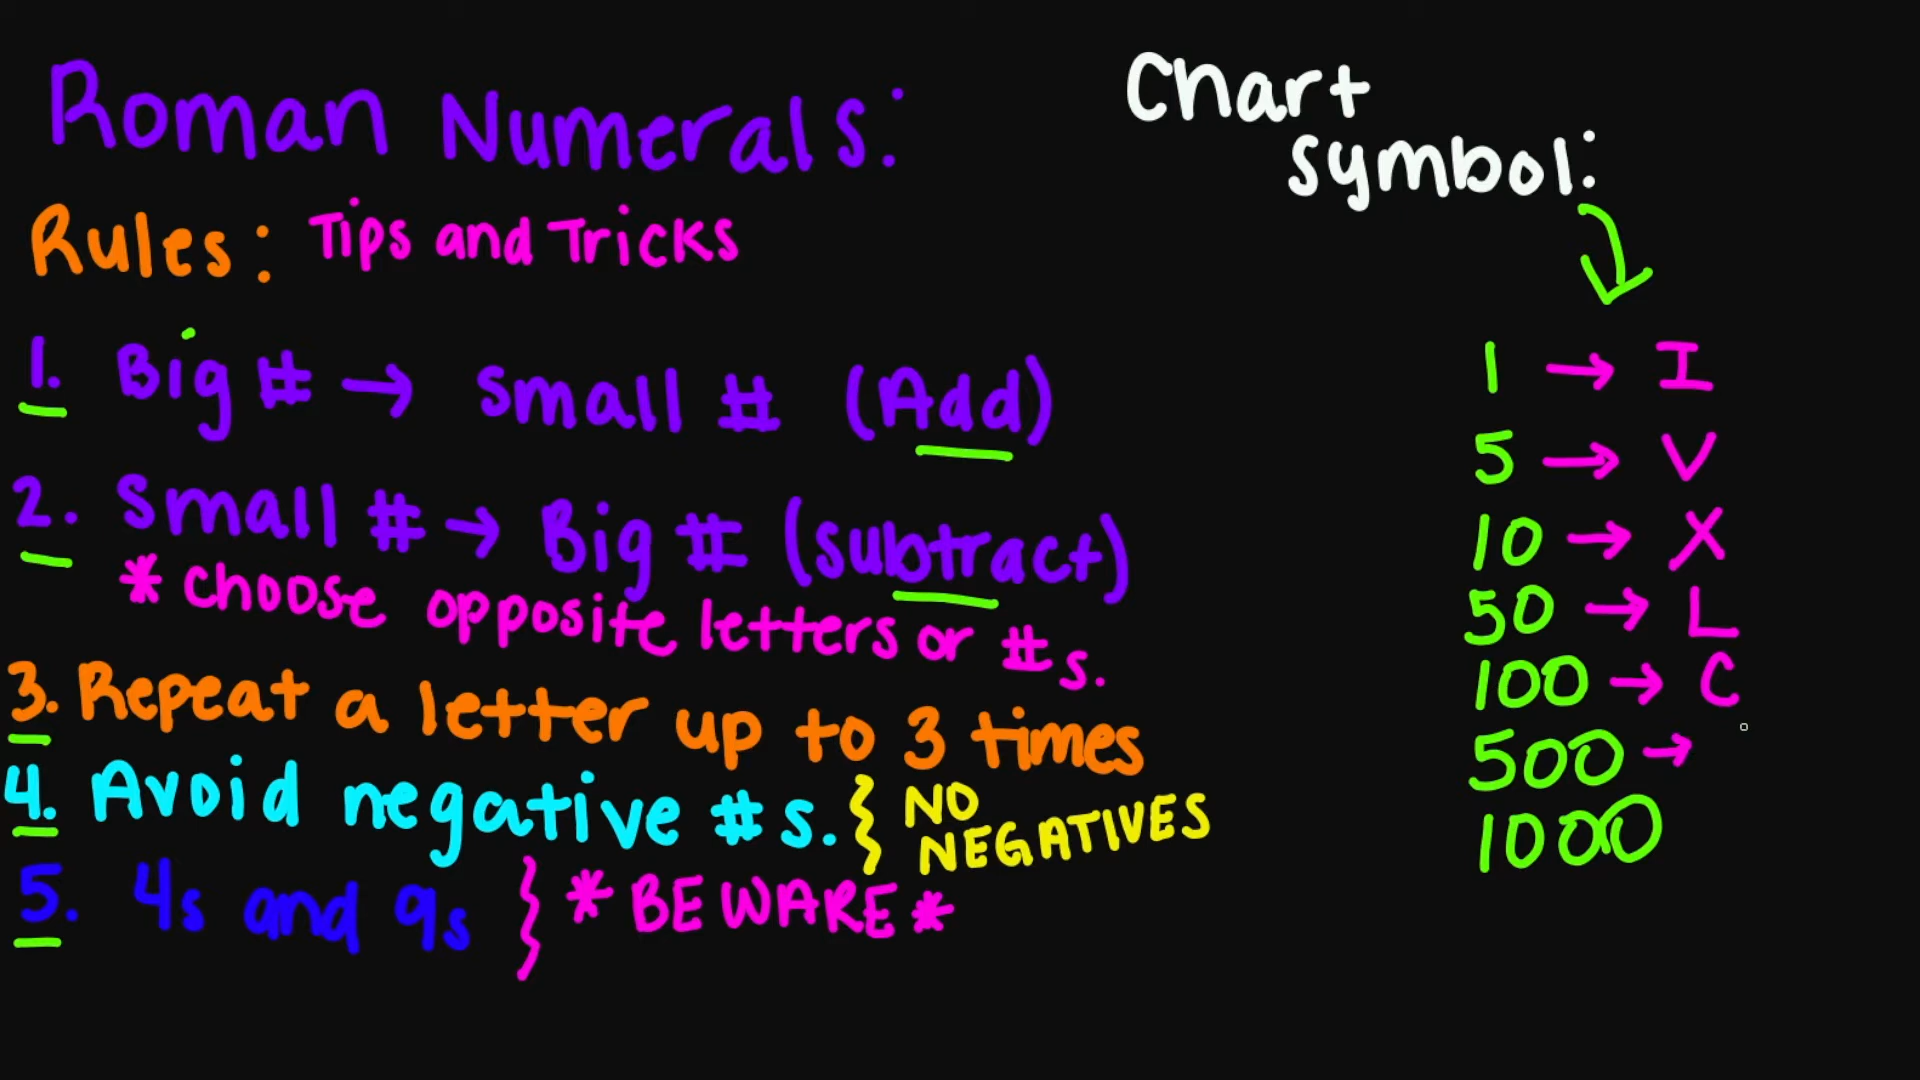 Roman Numerals:
Rules: Tips and Tricks
1. Big # → small # (Add)
2. Small # → Big # (subtract)
* choose opposite letters or #s.
3. Repeat a letter up to 3 times
4. Avoid negative #s. } NO NEGATIVES
5. 4s and 9s } * BEWARE *
Chart
symbol:
1 → I
5 → V
10 → X
50 → L
100 → C
500 →
1000